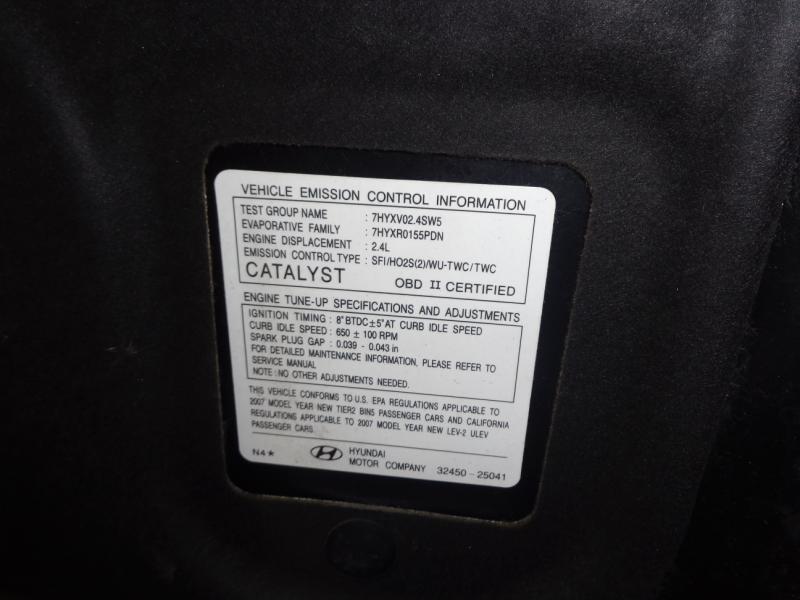 VEHICLE EMISSION CONTROL INFORMATION
TEST GROUP NAME : 7HYXV02.4SW5
EVAPORATIVE FAMILY : 7HYXR0155PDN
ENGINE DISPLACEMENT : 2.4L
EMISSION CONTROL TYPE : SFI/HO2S(2)/WU-TWC/TWC
CATALYST OBD II CERTIFIED
ENGINE TUNE-UP SPECIFICATIONS AND ADJUSTMENTS
IGNITION TIMING : 8°BTDC±5°AT CURB IDLE SPEED
CURB IDLE SPEED : 650 ± 100 RPM
SPARK PLUG GAP : 0.039 - 0.043 in
FOR DETAILED MAINTENANCE INFORMATION, PLEASE REFER TO
SERVICE MANUAL
NOTE : NO OTHER ADJUSTMENTS NEEDED.
THIS VEHICLE CONFORMS TO U.S. EPA REGULATIONS APPLICABLE TO
2007 MODEL YEAR NEW TIER2 BIN5 PASSENGER CARS AND CALIFORNIA
REGULATIONS APPLICABLE TO 2007 MODEL YEAR NEW LEV-2 ULEV
PASSENGER CARS.
N4★ HYUNDAI
MOTOR COMPANY 32450-25041